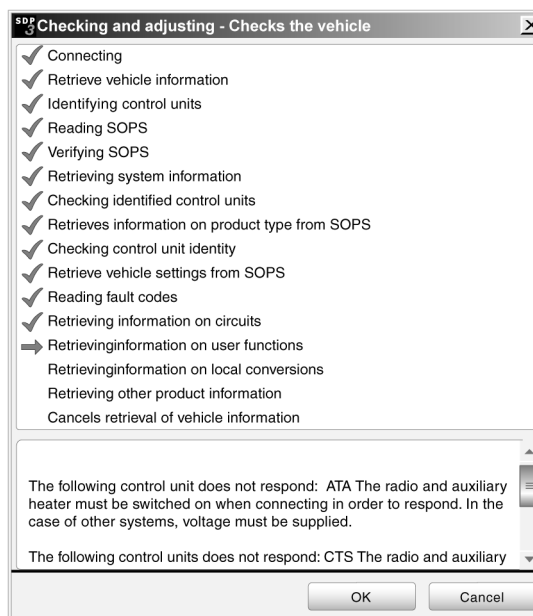 SDP3 Checking and adjusting - Checks the vehicle
Connecting
Retrieve vehicle information
Identifying control units
Reading SOPS
Verifying SOPS
Retrieving system information
Checking identified control units
Retrieves information on product type from SOPS
Checking control unit identity
Retrieve vehicle settings from SOPS
Reading fault codes
Retrieving information on circuits
Retrievinginformation on user functions
Retrievinginformation on local conversions
Retrieving other product information
Cancels retrieval of vehicle information
The following control unit does not respond: ATA The radio and auxiliary
heater must be switched on when connecting in order to respond. In the
case of other systems, voltage must be supplied.
The following control units does not respond: CTS The radio and auxiliary
OK
Cancel